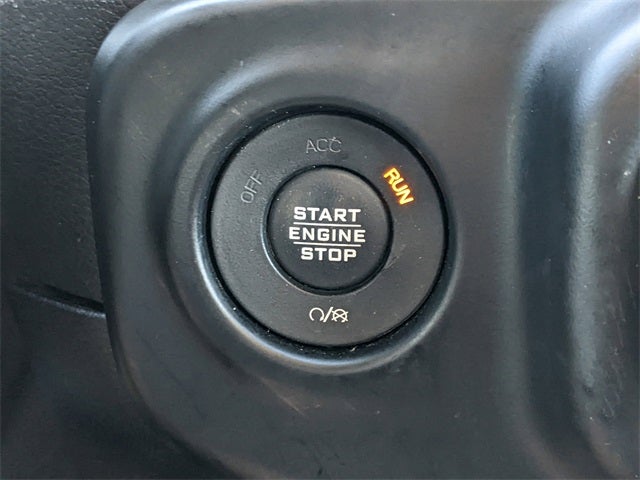 ACC
OFF
RUN
START
ENGINE
STOP